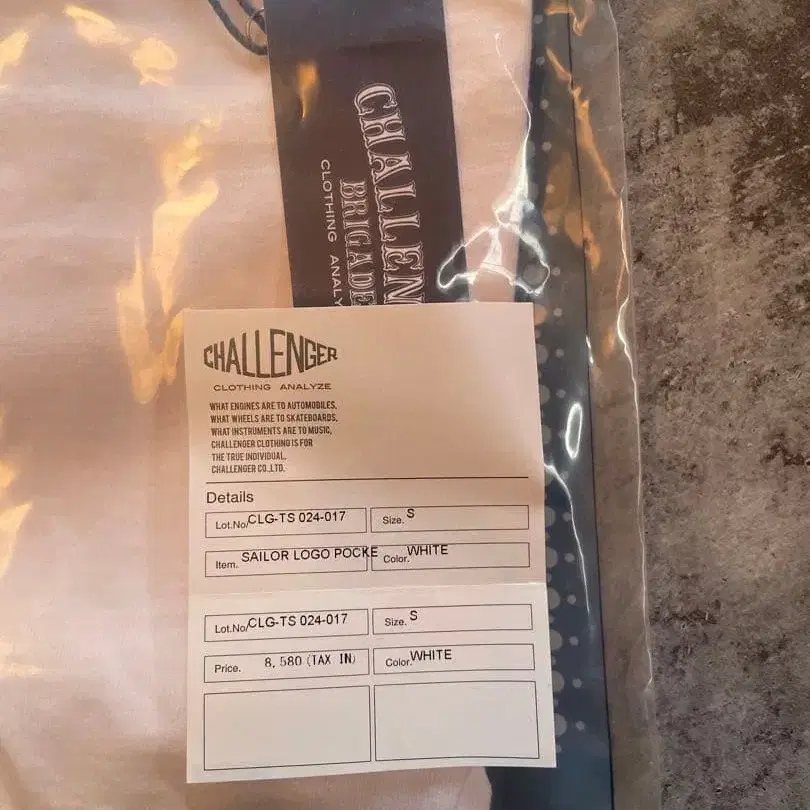 CHALLEN
BRIGADE
CLOTHING ANALY
CHALLENGER
CLOTHING ANALYZE
WHAT ENGINES ARE TO AUTOMOBILES,
WHAT WHEELS ARE TO SKATEBOARDS,
WHAT INSTRUMENTS ARE TO MUSIC,
CHALLENGER CLOTHING IS FOR
THE TRUE INDIVIDUAL.
CHALLENGER CO.,LTD.
Details
Lot.No/CLG-TS 024-017 Size. S
Item. SAILOR LOGO POCKE Color. WHITE
Lot.No/CLG-TS 024-017 Size. S
Price. 8,580 (TAX IN) Color. WHITE